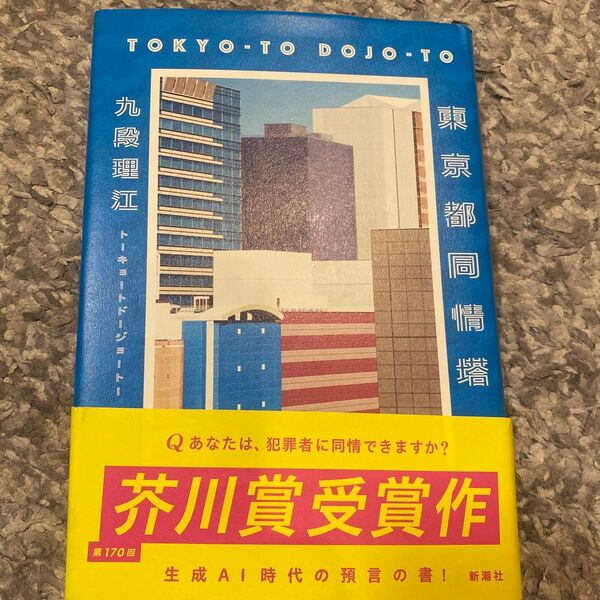 TOKYO-TO DOJO-TO
東京都同情塔
九段理江
トーキョートドージョートー
Q あなたは、犯罪者に同情できますか?
芥川賞受賞作
第170回
生成AI時代の預言の書!
新潮社